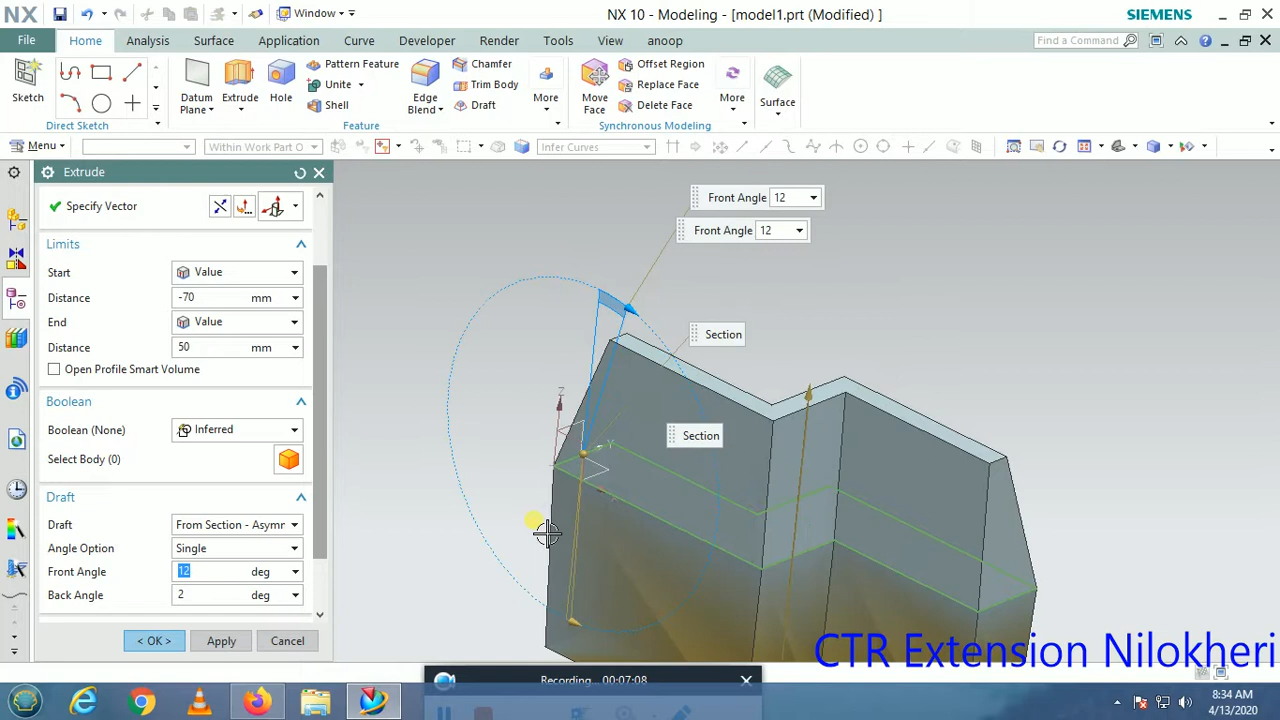 NX
Window
NX 10 - Modeling - [model1.prt (Modified) ]
SIEMENS
File
Home
Analysis
Surface
Application
Curve
Developer
Render
Tools
View
anoop
Find a Command
Sketch
Direct Sketch
Datum Plane
Extrude
Hole
Pattern Feature
Unite
Shell
Edge Blend
Chamfer
Trim Body
Draft
More
Feature
Move Face
Offset Region
Replace Face
Delete Face
More
Synchronous Modeling
Surface
Menu
Within Work Part O
Infer Curves
Extrude
Specify Vector
Limits
Start Value
Distance -70 mm
End Value
Distance 50 mm
Open Profile Smart Volume
Boolean
Boolean (None) Inferred
Select Body (0)
Draft
Draft From Section - Asymr
Angle Option Single
Front Angle 12 deg
Back Angle 2 deg
< OK >
Apply
Cancel
Front Angle 12
Front Angle 12
Section
Section
Z
Y
CTR Extension Nilokheri
Recording... 00:07:08
8:34 AM
4/13/2020